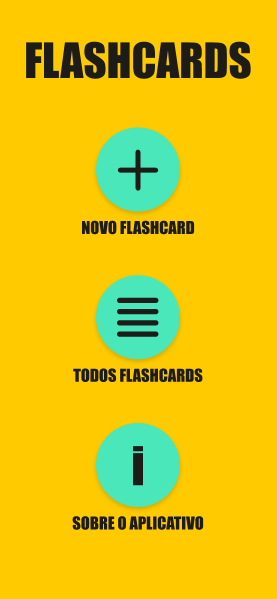 FLASHCARDS
NOVO FLASHCARD
TODOS FLASHCARDS
i
SOBRE O APLICATIVO